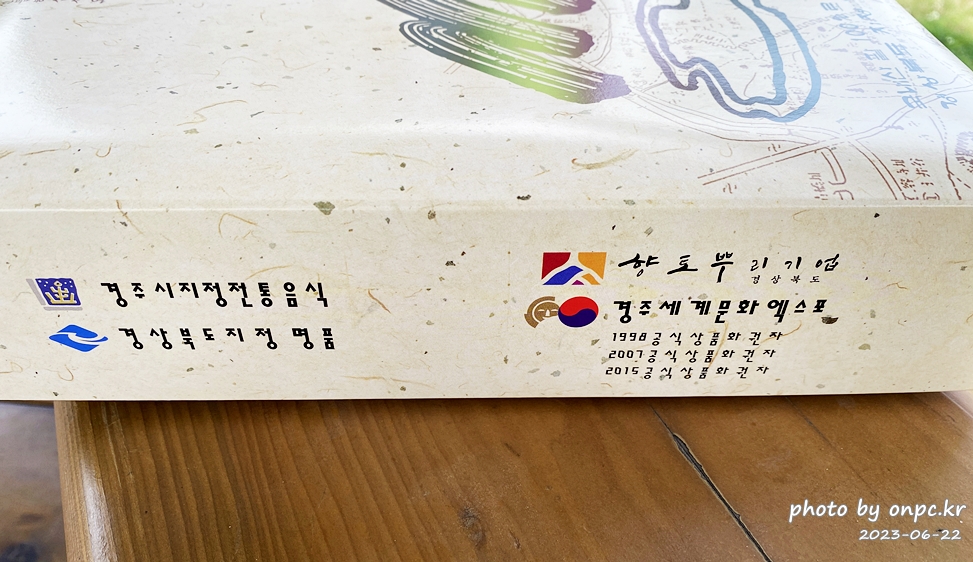 경주시지정전통음식
경상북도지정 명품
향토뿌리기업
경상북도
경주세계문화엑스포
1998공식상품화권자
2007공식상품화권자
2015공식상품화권자
photo by onpc.kr
2023-06-22